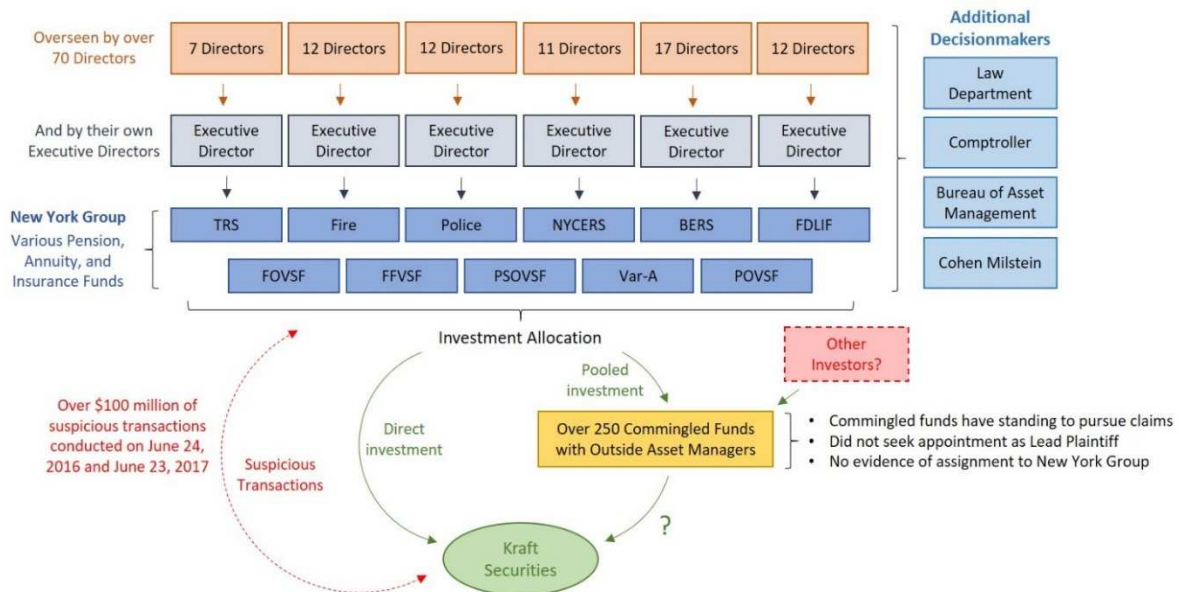 Overseen by over
70 Directors
7 Directors
12 Directors
12 Directors
11 Directors
17 Directors
12 Directors
And by their own
Executive Directors
Executive
Director
Executive
Director
Executive
Director
Executive
Director
Executive
Director
Executive
Director
New York Group
Various Pension,
Annuity, and
Insurance Funds
TRS
Fire
Police
NYCERS
BERS
FDLIF
FOVSF
FFVSF
PSOVSF
Var-A
POVSF
Additional
Decisionmakers
Law
Department
Comptroller
Bureau of Asset
Management
Cohen Milstein
Investment Allocation
Other
Investors?
Pooled
investment
Direct
investment
Over $100 million of
suspicious transactions
conducted on June 24,
2016 and June 23, 2017
Suspicious
Transactions
Over 250 Commingled Funds
with Outside Asset Managers
• Commingled funds have standing to pursue claims
• Did not seek appointment as Lead Plaintiff
• No evidence of assignment to New York Group
?
Kraft
Securities